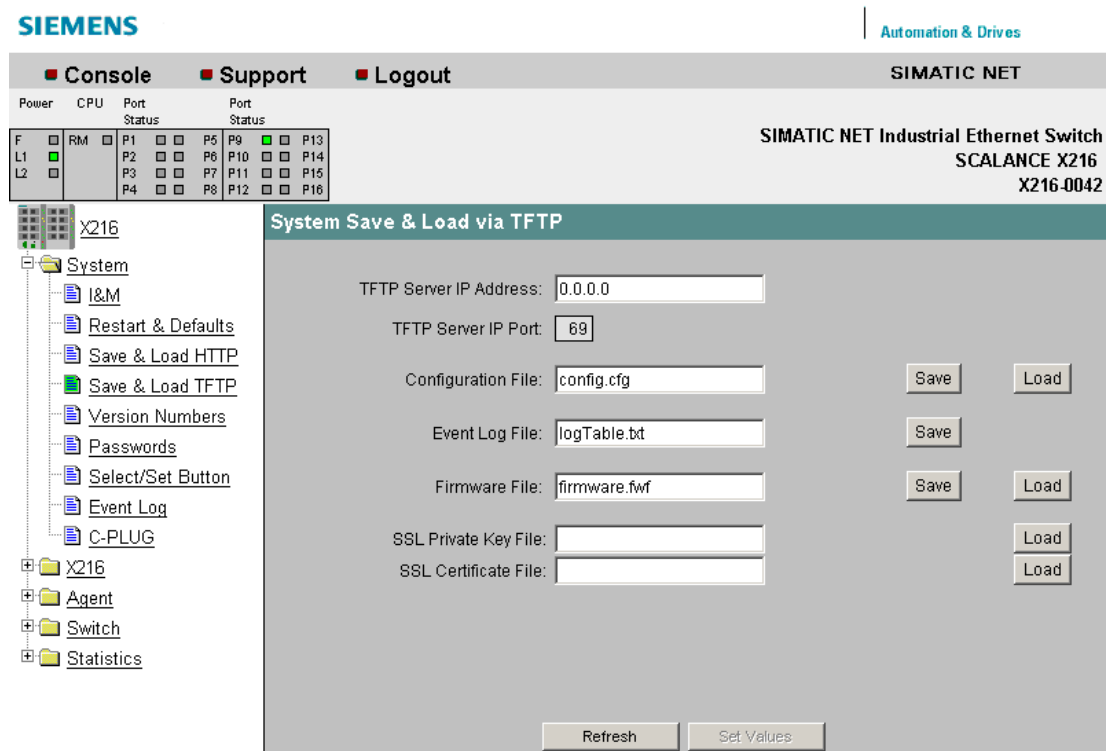 SIEMENS
Automation & Drives
Console Support Logout SIMATIC NET
Power CPU Port Status Port Status
F RM P1 P5 P9 P13
L1 P2 P6 P10 P14
L2 P3 P7 P11 P15
P4 P8 P12 P16
SIMATIC NET Industrial Ethernet Switch
SCALANCE X216
X216-0042
X216
System
I&M
Restart & Defaults
Save & Load HTTP
Save & Load TFTP
Version Numbers
Passwords
Select/Set Button
Event Log
C-PLUG
X216
Agent
Switch
Statistics
System Save & Load via TFTP
TFTP Server IP Address: 0.0.0.0
TFTP Server IP Port: 69
Configuration File: config.cfg Save Load
Event Log File: logTable.txt Save
Firmware File: firmware.fwf Save Load
SSL Private Key File: Load
SSL Certificate File: Load
Refresh Set Values